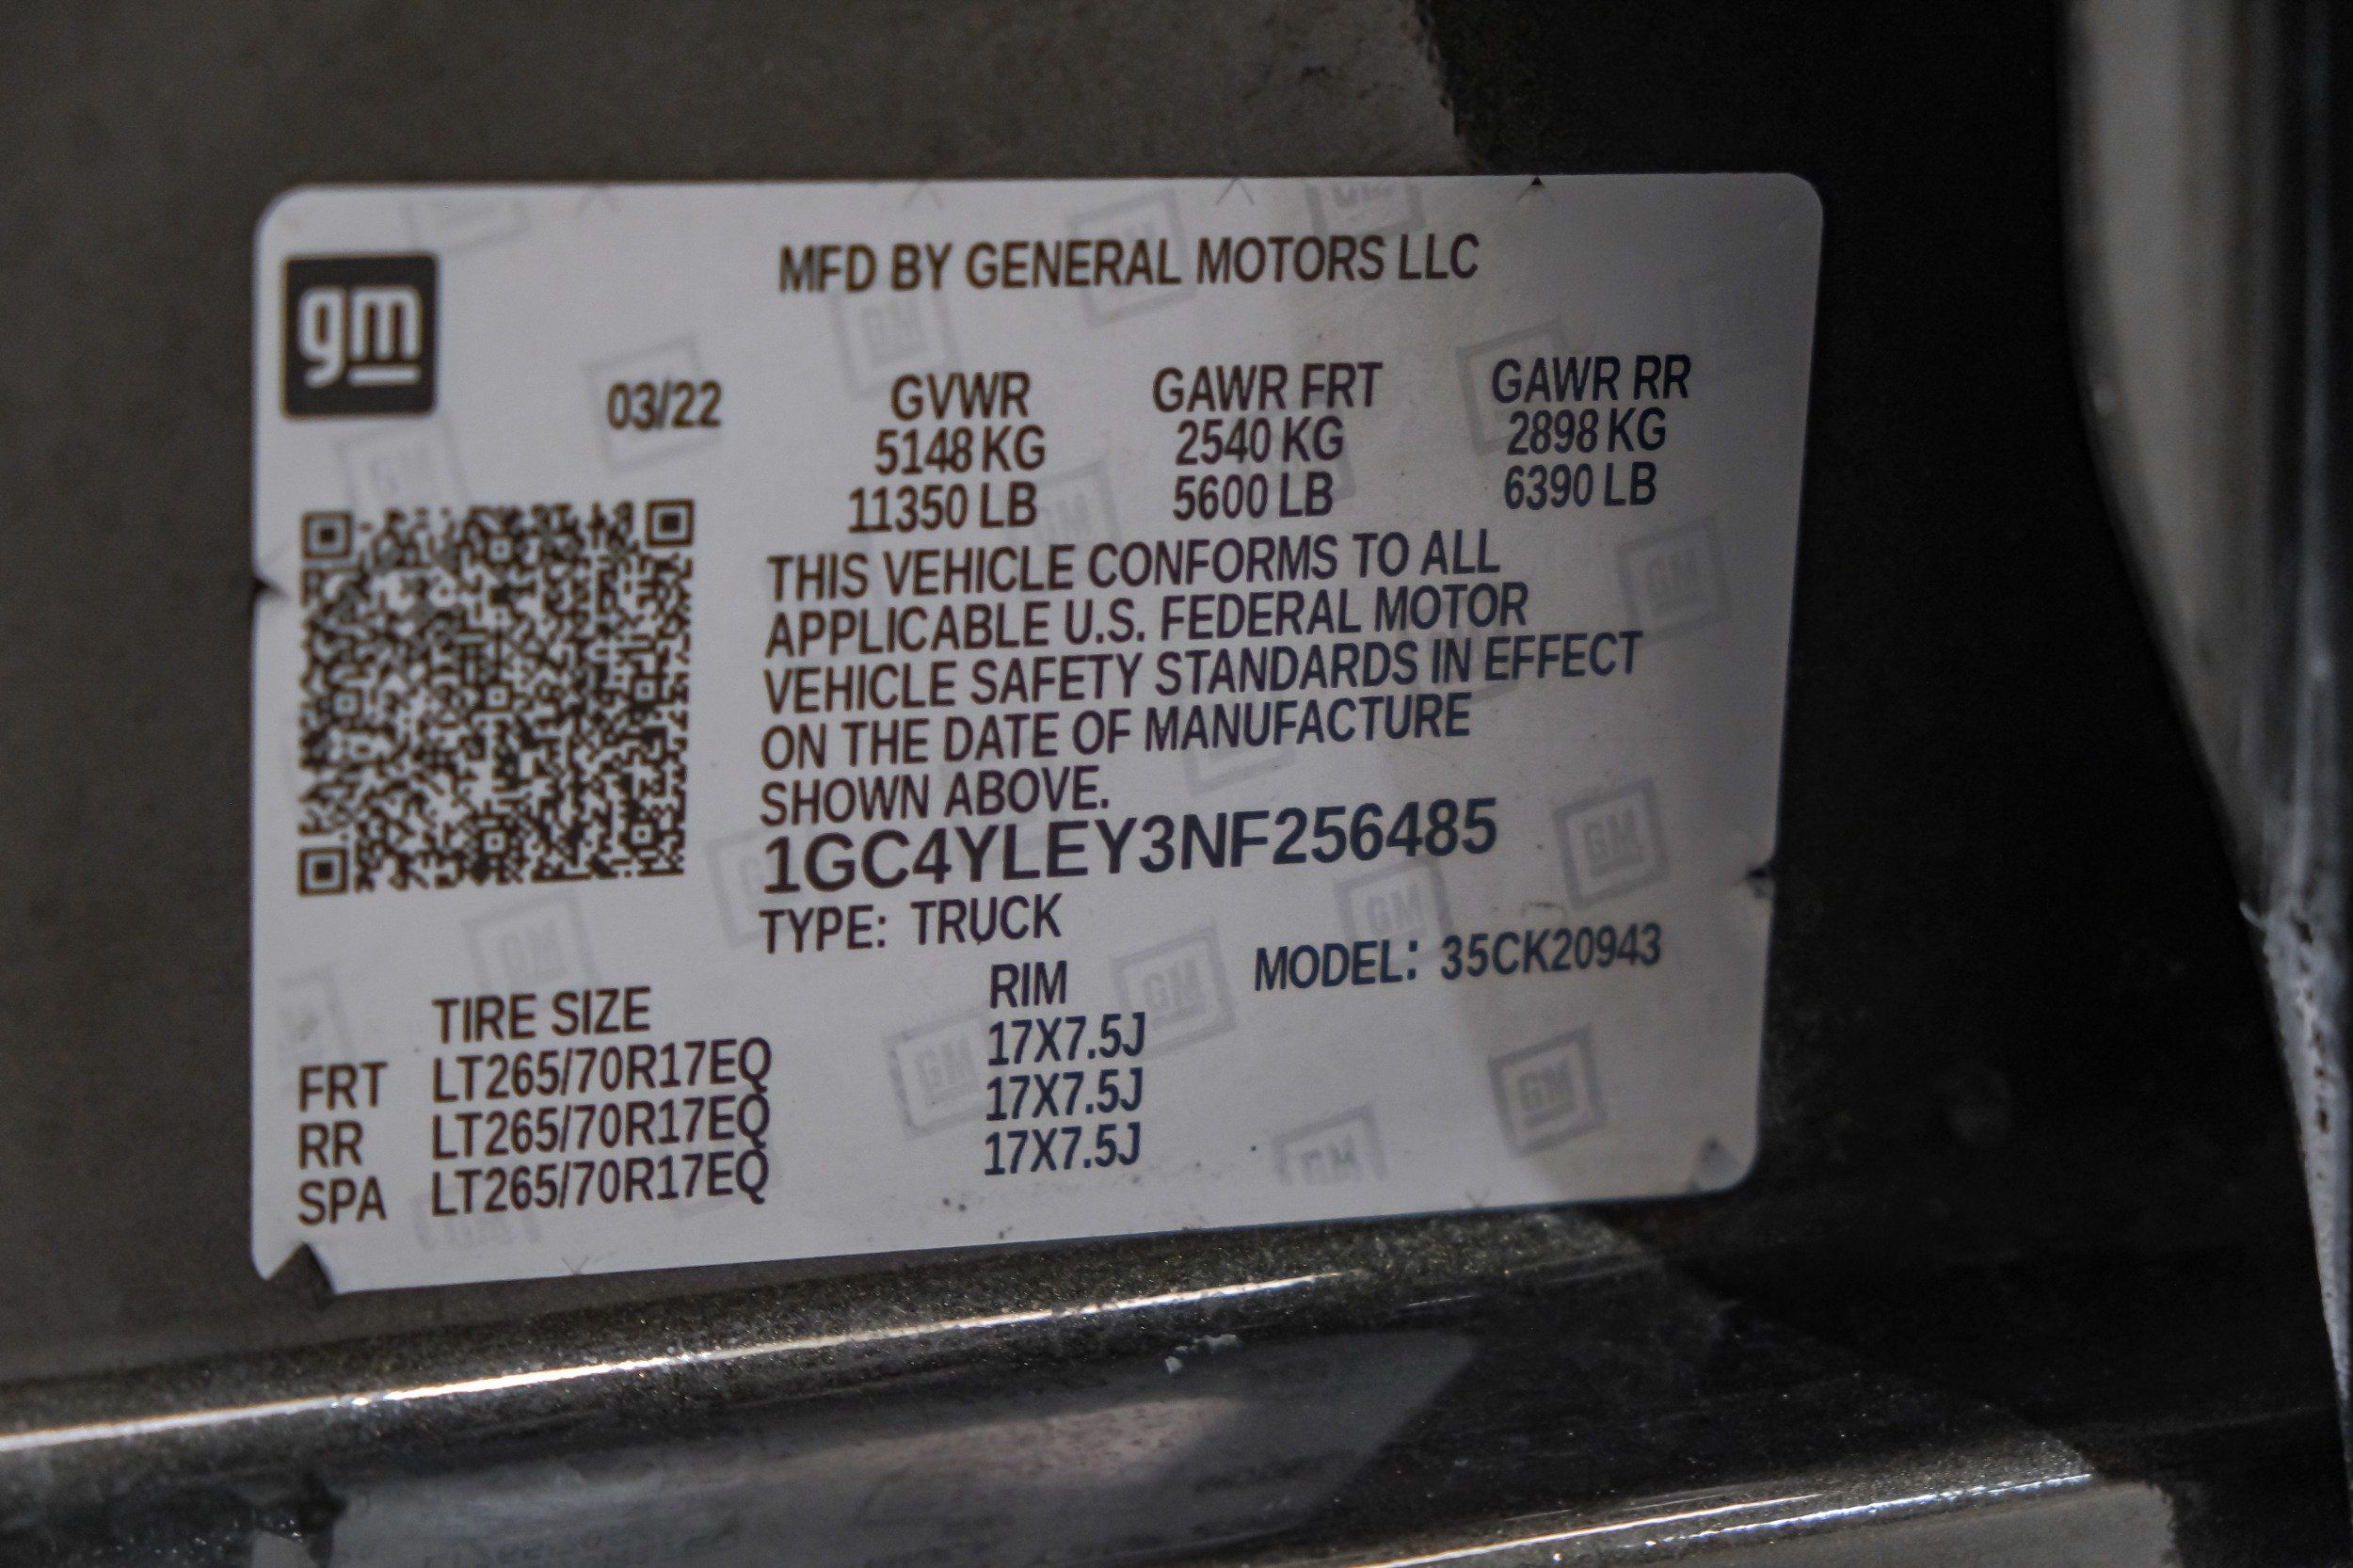 gm
MFD BY GENERAL MOTORS LLC
03/22 GVWR GAWR FRT GAWR RR
5148 KG 2540 KG 2898 KG
11350 LB 5600 LB 6390 LB
THIS VEHICLE CONFORMS TO ALL
APPLICABLE U.S. FEDERAL MOTOR
VEHICLE SAFETY STANDARDS IN EFFECT
ON THE DATE OF MANUFACTURE
SHOWN ABOVE.
1GC4YLEY3NF256485
TYPE: TRUCK
MODEL: 35CK20943
TIRE SIZE RIM
FRT LT265/70R17EQ 17X7.5J
RR LT265/70R17EQ 17X7.5J
SPA LT265/70R17EQ 17X7.5J